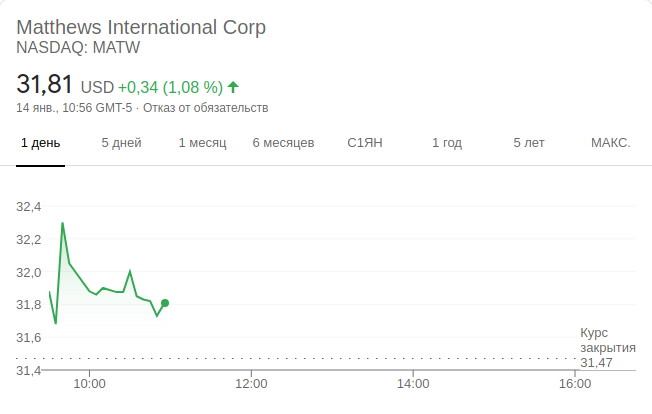 Matthews International Corp
NASDAQ: MATW
31,81 USD +0,34 (1,08 %)
14 янв., 10:56 GMT-5 · Отказ от обязательств
1 день 5 дней 1 месяц 6 месяцев С1ЯН 1 год 5 лет МАКС.
32,4
32,2
32,0
31,8
31,6
31,4
Курс
закрытия
31,47
10:00 12:00 14:00 16:00